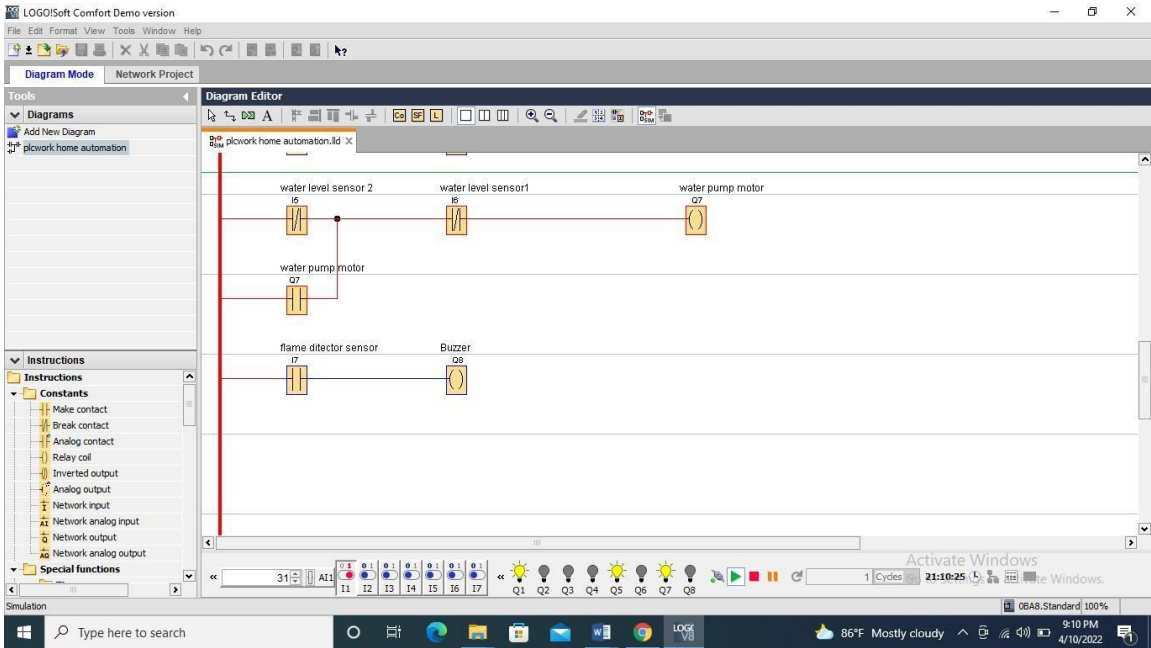 LOGO!Soft Comfort Demo version
File Edit Format View Tools Window Help
Diagram Mode Network Project
Tools
Diagram Editor
Diagrams
Add New Diagram
plcwork home automation
A
Co SF L
plcwork home automation.lld
water level sensor 2 water level sensor1 water pump motor
I5 I6 Q7
water pump motor
Q7
flame ditector sensor Buzzer
I7 Q8
Instructions
Instructions
Constants
Make contact
Break contact
Analog contact
Relay coil
Inverted output
Analog output
Network input
Network analog input
Network output
Network analog output
Special functions
31 AI1 I1 I2 I3 I4 I5 I6 I7 Q1 Q2 Q3 Q4 Q5 Q6 Q7 Q8 1 Cycles 21:10:25
Activate Windows
Simulation
0BA8.Standard 100%
Type here to search
86°F Mostly cloudy
9:10 PM
4/10/2022